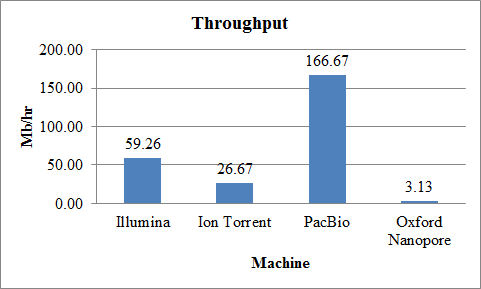 Throughput
Mb/hr
200.00
150.00
100.00
50.00
0.00
59.26
26.67
166.67
3.13
Illumina
Ion Torrent
PacBio
Oxford
Nanopore
Machine